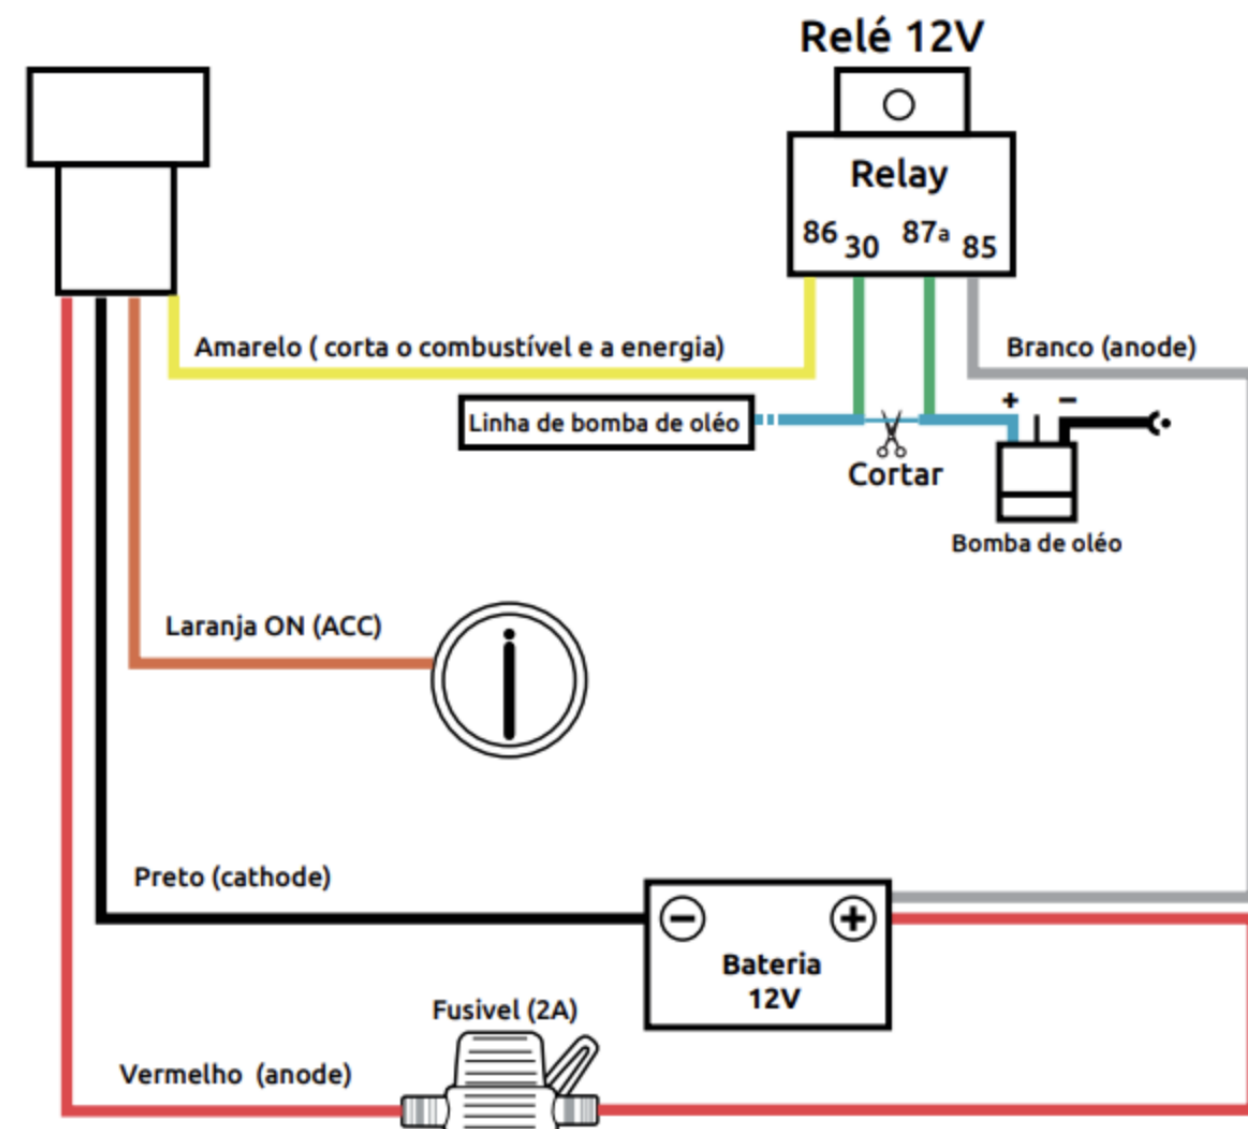 Relé 12V
Relay
86 30 87a 85
Amarelo ( corta o combustível e a energia)
Branco (anode)
Linha de bomba de oléo
+ −
Cortar
Bomba de oléo
Laranja ON (ACC)
Preto (cathode)
− +
Bateria
12V
Fusivel (2A)
Vermelho (anode)